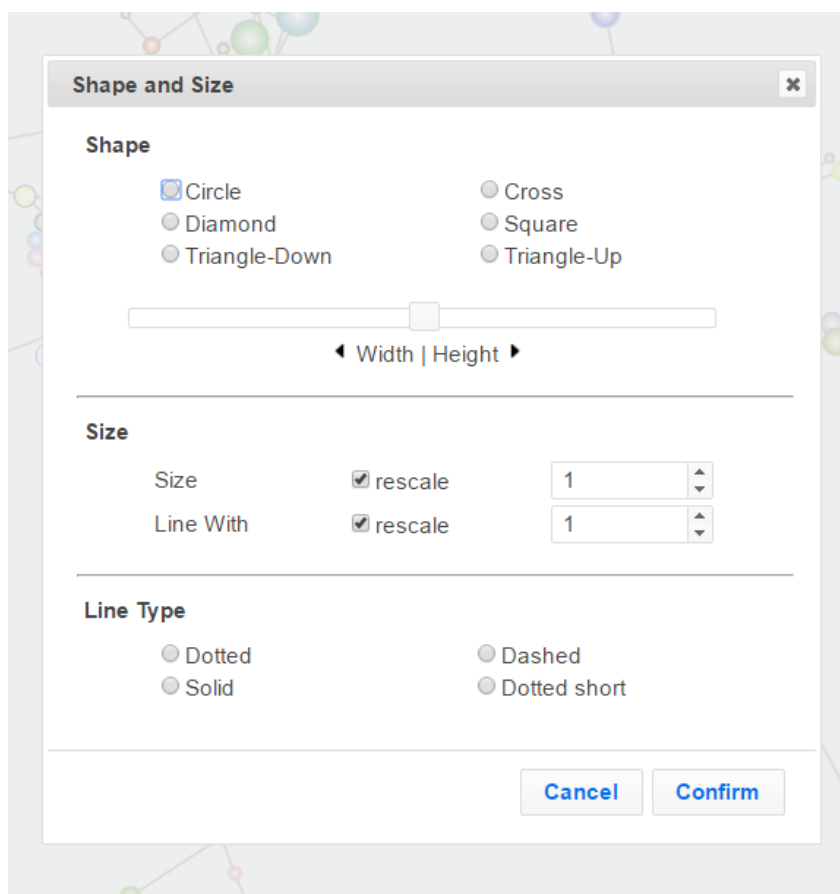 Shape and Size
Shape
Circle Cross
Diamond Square
Triangle-Down Triangle-Up
Width | Height
Size
Size rescale 1
Line With rescale 1
Line Type
Dotted Dashed
Solid Dotted short
Cancel Confirm